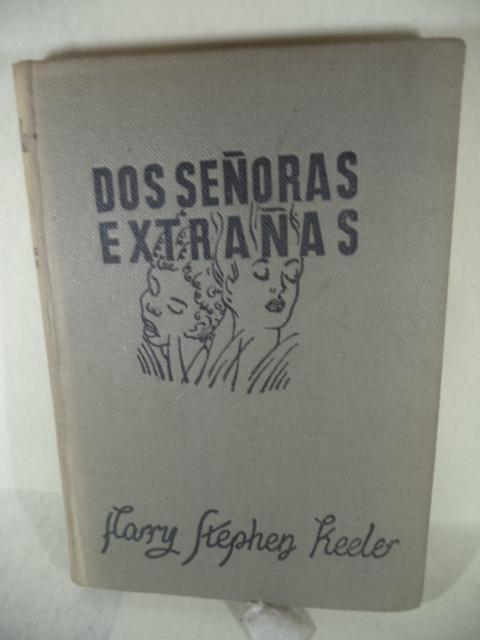 DOS SEÑORAS
EXTRAÑAS
Harry Stephen Keeler